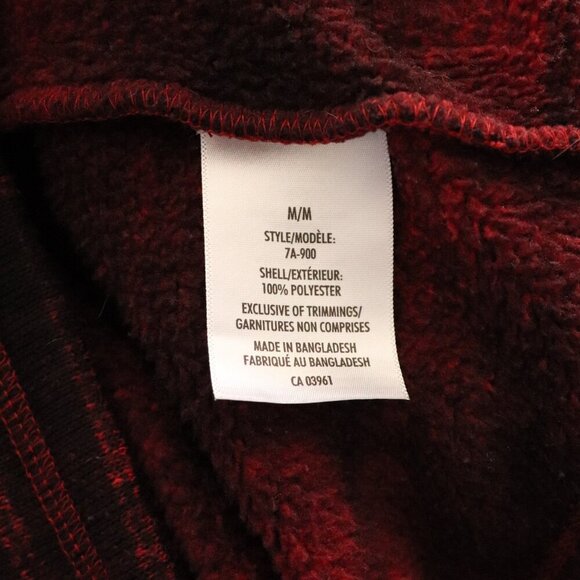 M/M
STYLE/MODÈLE:
7A-900
SHELL/EXTÉRIEUR:
100% POLYESTER
EXCLUSIVE OF TRIMMINGS/
GARNITURES NON COMPRISES
MADE IN BANGLADESH
FABRIQUÉ AU BANGLADESH
CA 03961